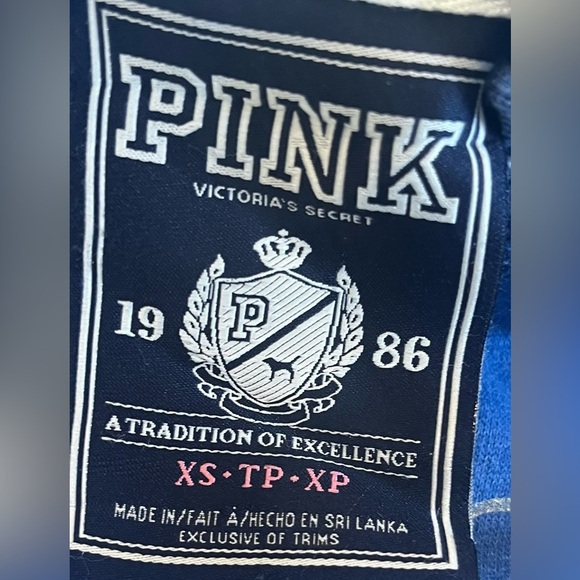 PINK
VICTORIA'S SECRET
P
19 86
A TRADITION OF EXCELLENCE
XS·TP·XP
MADE IN/FAIT À/HECHO EN SRI LANKA
EXCLUSIVE OF TRIMS